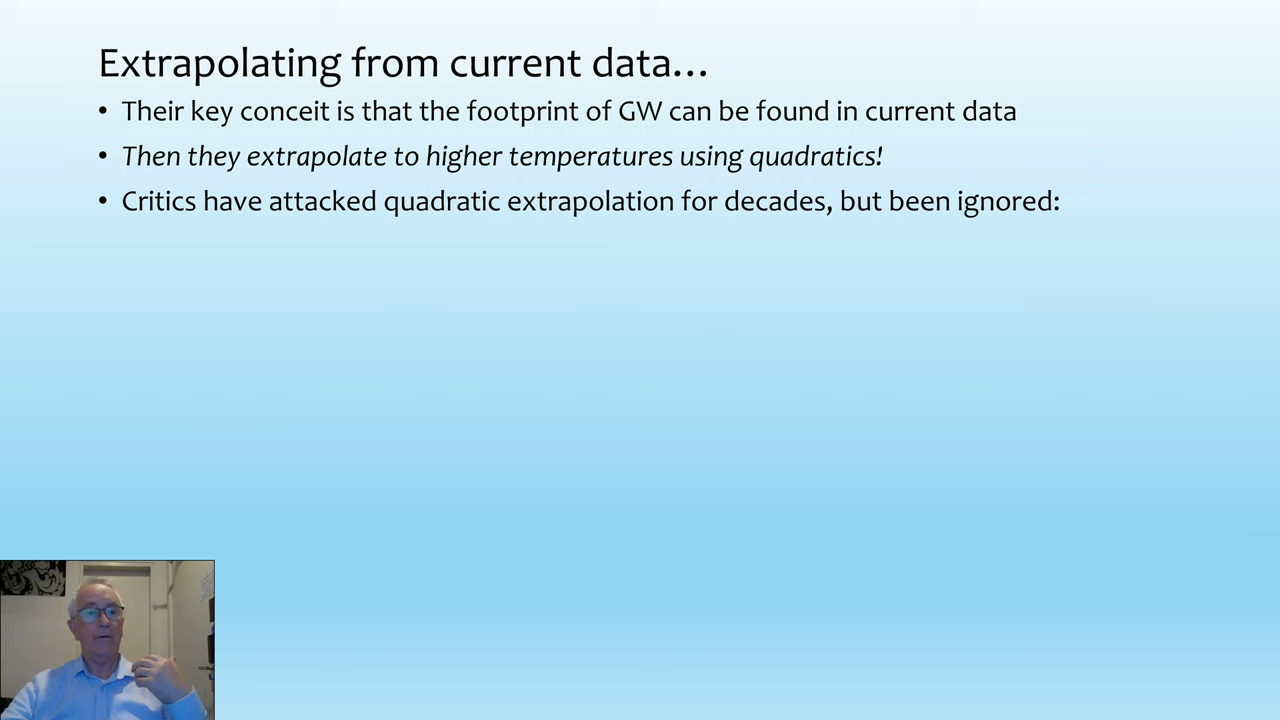 Extrapolating from current data…
• Their key conceit is that the footprint of GW can be found in current data
• Then they extrapolate to higher temperatures using quadratics!
• Critics have attacked quadratic extrapolation for decades, but been ignored: